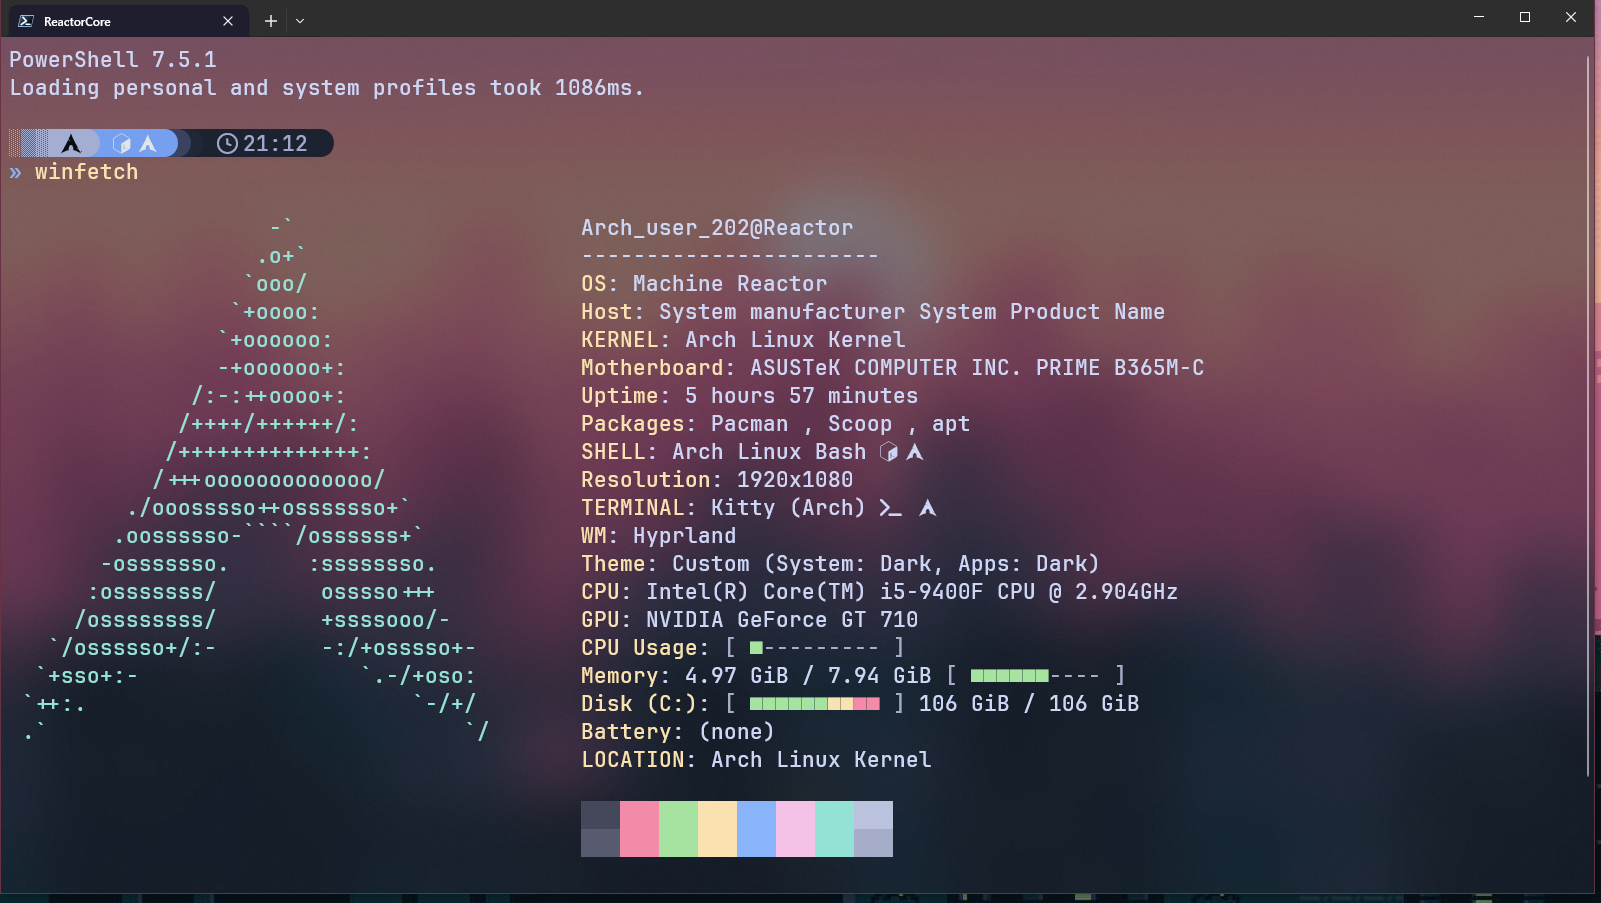 ReactorCore
PowerShell 7.5.1
Loading personal and system profiles took 1086ms.
21:12
» winfetch
-`
.o+`
`ooo/
`+oooo:
`+oooooo:
-+oooooo+:
/:-:++oooo+:
/++++/++++++/:
/++++++++++++++:
/+++ooooooooooooo/
./ooosssso++osssssso+`
.oossssso-````/ossssss+`
-osssssso.      :ssssssso.
:osssssss/        osssso+++
/ossssssss/        +ssssooo/-
`/ossssso+/:-        -:/+osssso+-
`+sso+:-                 `.-/+oso:
`++:.                         `-/+/
.`                                 `/
Arch_user_202@Reactor
-----------------------
OS: Machine Reactor
Host: System manufacturer System Product Name
KERNEL: Arch Linux Kernel
Motherboard: ASUSTeK COMPUTER INC. PRIME B365M-C
Uptime: 5 hours 57 minutes
Packages: Pacman , Scoop , apt
SHELL: Arch Linux Bash
Resolution: 1920x1080
TERMINAL: Kitty (Arch)
WM: Hyprland
Theme: Custom (System: Dark, Apps: Dark)
CPU: Intel(R) Core(TM) i5-9400F CPU @ 2.904GHz
GPU: NVIDIA GeForce GT 710
CPU Usage: [ ■--------- ]
Memory: 4.97 GiB / 7.94 GiB [ ■■■■■■---- ]
Disk (C:): [ ■■■■■■■■■■ ] 106 GiB / 106 GiB
Battery: (none)
LOCATION: Arch Linux Kernel